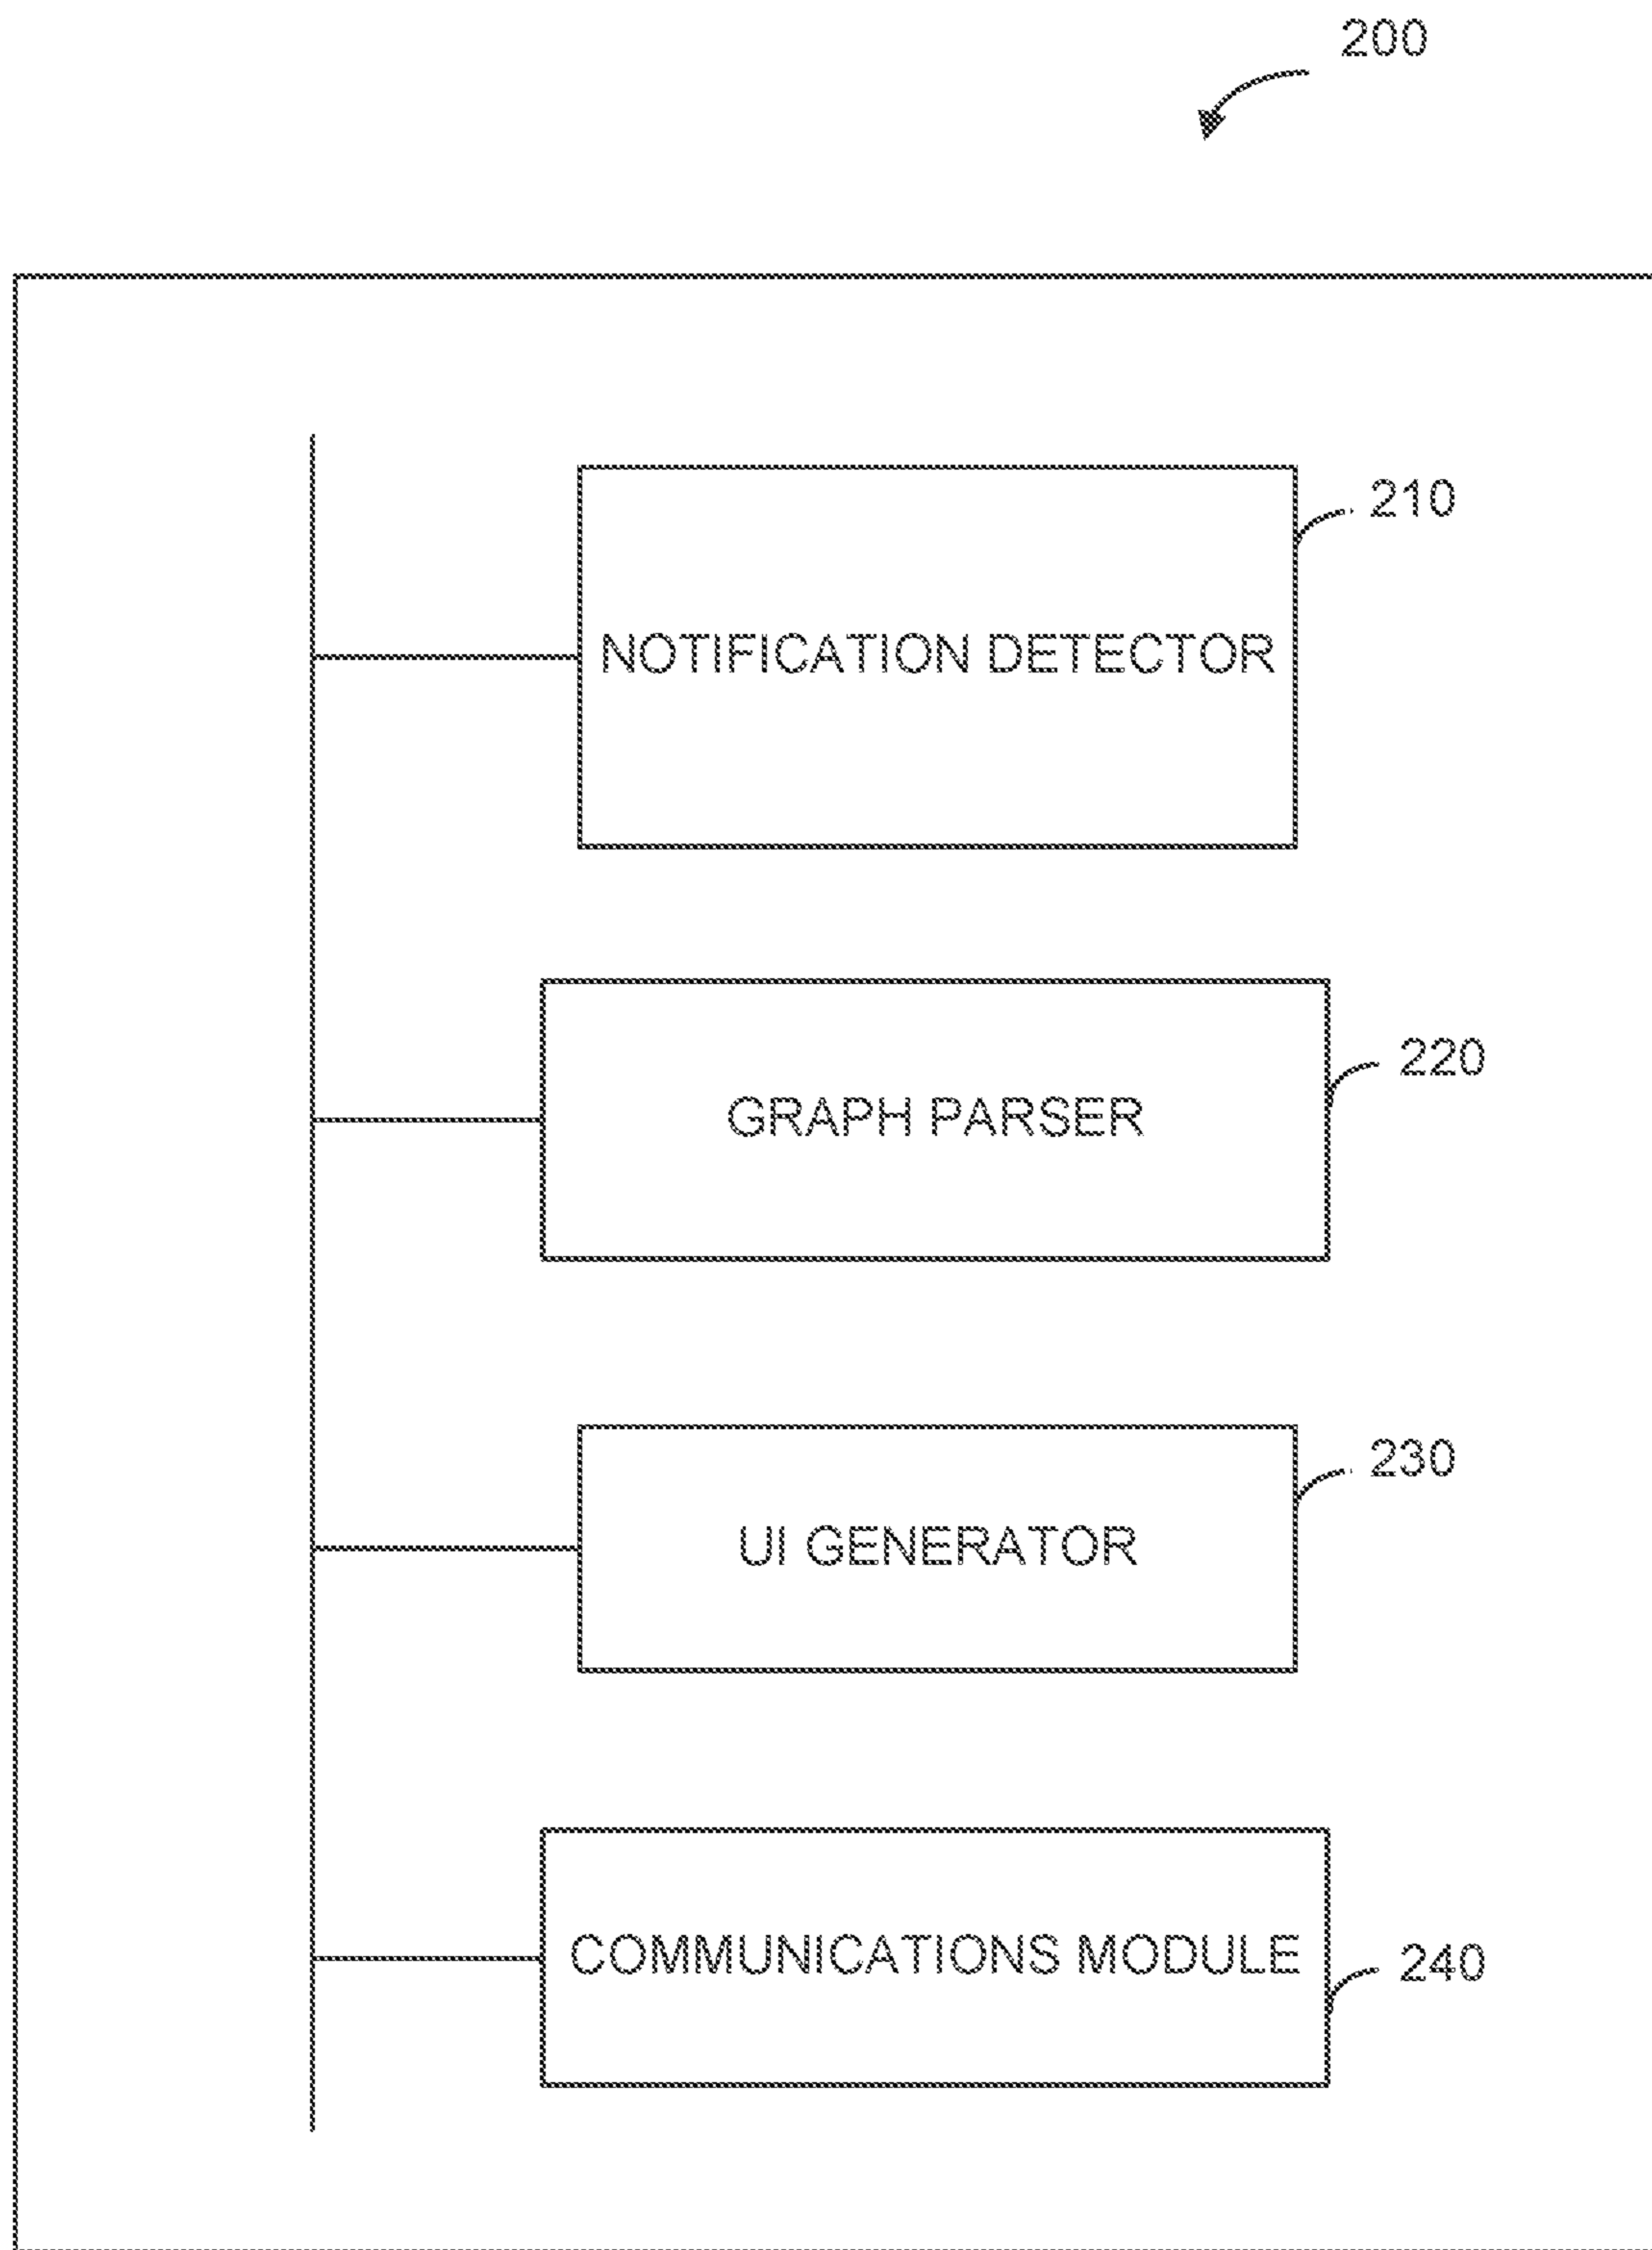 200
210
NOTIFICATION DETECTOR
220
GRAPH PARSER
230
UI GENERATOR
COMMUNICATIONS MODULE
240